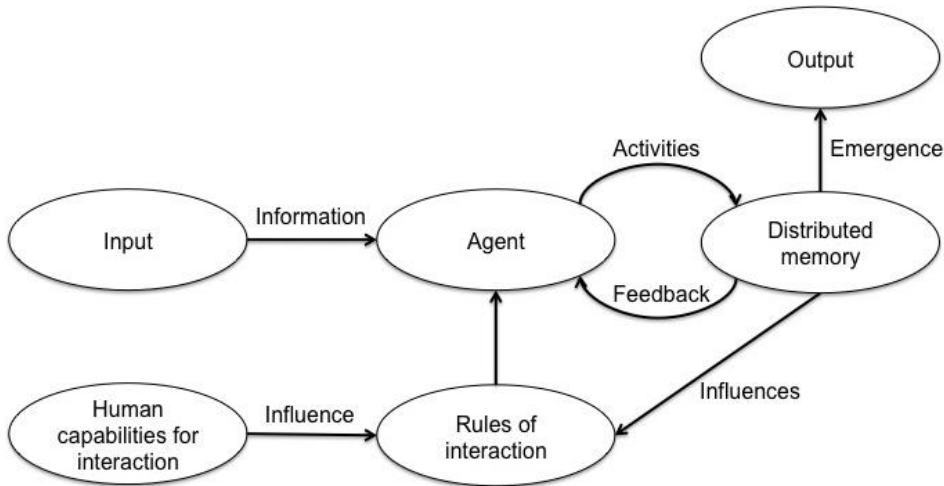 Output
Activities
Emergence
Information
Input
Agent
Distributed
memory
Feedback
Human
capabilities for
interaction
Influence
Rules of
interaction
Influences